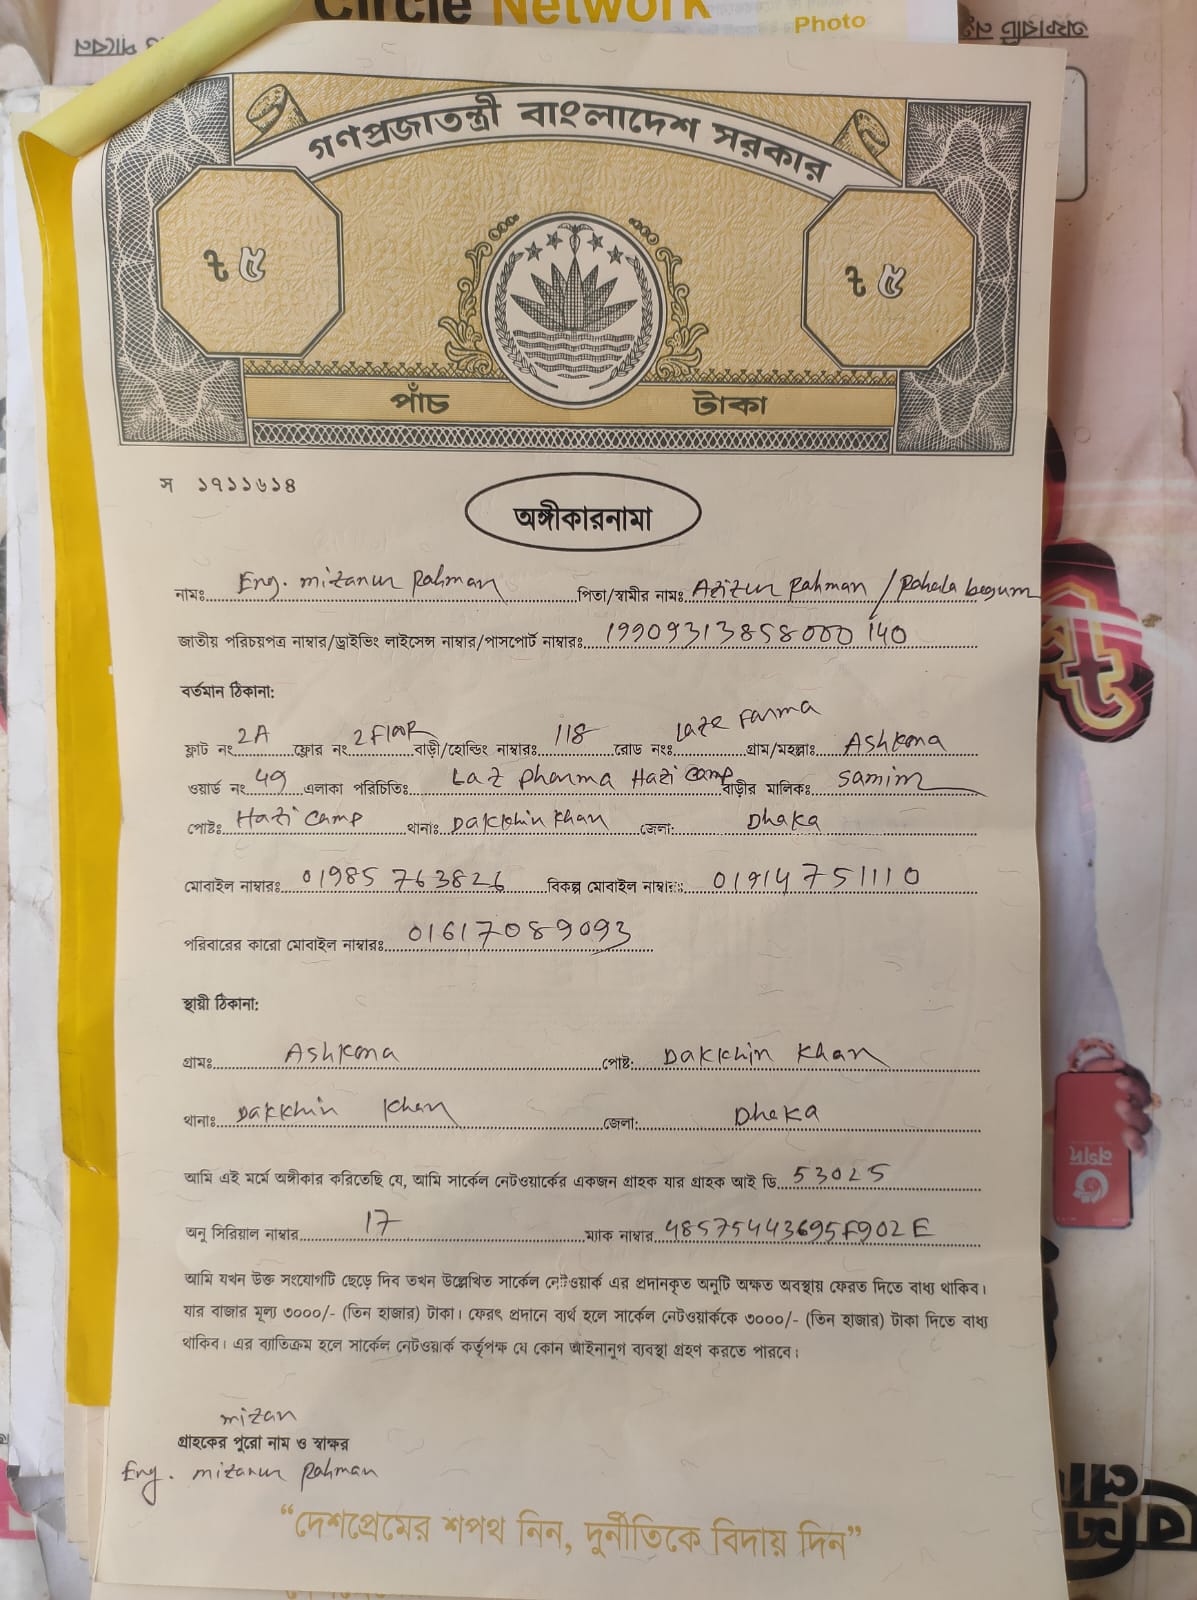 Circle Network
Photo
গণপ্রজাতন্ত্রী বাংলাদেশ সরকার
৳ ৫ ৳ ৫
পাঁচ টাকা
স ১৭১১৬১৪
অঙ্গীকারনামা
নামঃ Eng. mizanur Rahman পিতা/স্বামীর নামঃ Azizur Rahman / Rahela begum
জাতীয় পরিচয়পত্র নাম্বার/ড্রাইভিং লাইসেন্স নাম্বার/পাসপোর্ট নাম্বারঃ 19909313858000140
বর্তমান ঠিকানা:
ফ্লাট নং 2A ফ্লোর নং 2 FlooR বাড়ী/হোল্ডিং নাম্বারঃ 118 রোড নংঃ Laze Farma গ্রাম/মহল্লাঃ Ashkona
ওয়ার্ড নং 49 এলাকা পরিচিতিঃ Laz pharma Hazi camp বাড়ীর মালিকঃ Samim
পোষ্টঃ Hazi camp থানাঃ Dakkhin Khan জেলা: Dhaka
মোবাইল নাম্বারঃ 01985 763826 বিকল্প মোবাইল নাম্বারঃ 01914751110
পরিবারের কারো মোবাইল নাম্বারঃ 01617089093
স্থায়ী ঠিকানা:
গ্রামঃ Ashkona পোষ্ট: Dakkhin Khan
থানাঃ Dakkhin Khan জেলা: Dhaka
আমি এই মর্মে অঙ্গীকার করিতেছি যে, আমি সার্কেল নেটওয়ার্কের একজন গ্রাহক যার গ্রাহক আই ডি 53025
অনু সিরিয়াল নাম্বার 17 ম্যাক নাম্বার 48575443695F902E
আমি যখন উক্ত সংযোগটি ছেড়ে দিব তখন উল্লেখিত সার্কেল নেটওয়ার্ক এর প্রদানকৃত অনুটি অক্ষত অবস্থায় ফেরত দিতে বাধ্য থাকিব।
যার বাজার মূল্য ৩০০০/- (তিন হাজার) টাকা। ফেরৎ প্রদানে ব্যর্থ হলে সার্কেল নেটওয়ার্ককে ৩০০০/- (তিন হাজার) টাকা দিতে বাধ্য
থাকিব। এর ব্যাতিক্রম হলে সার্কেল নেটওয়ার্ক কর্তৃপক্ষ যে কোন আইনানুগ ব্যবস্থা গ্রহণ করতে পারবে।
mizan
গ্রাহকের পুরো নাম ও স্বাক্ষর
Eng. mizanur Rahman
“দেশপ্রেমের শপথ নিন, দুর্নীতিকে বিদায় দিন”
নগদ